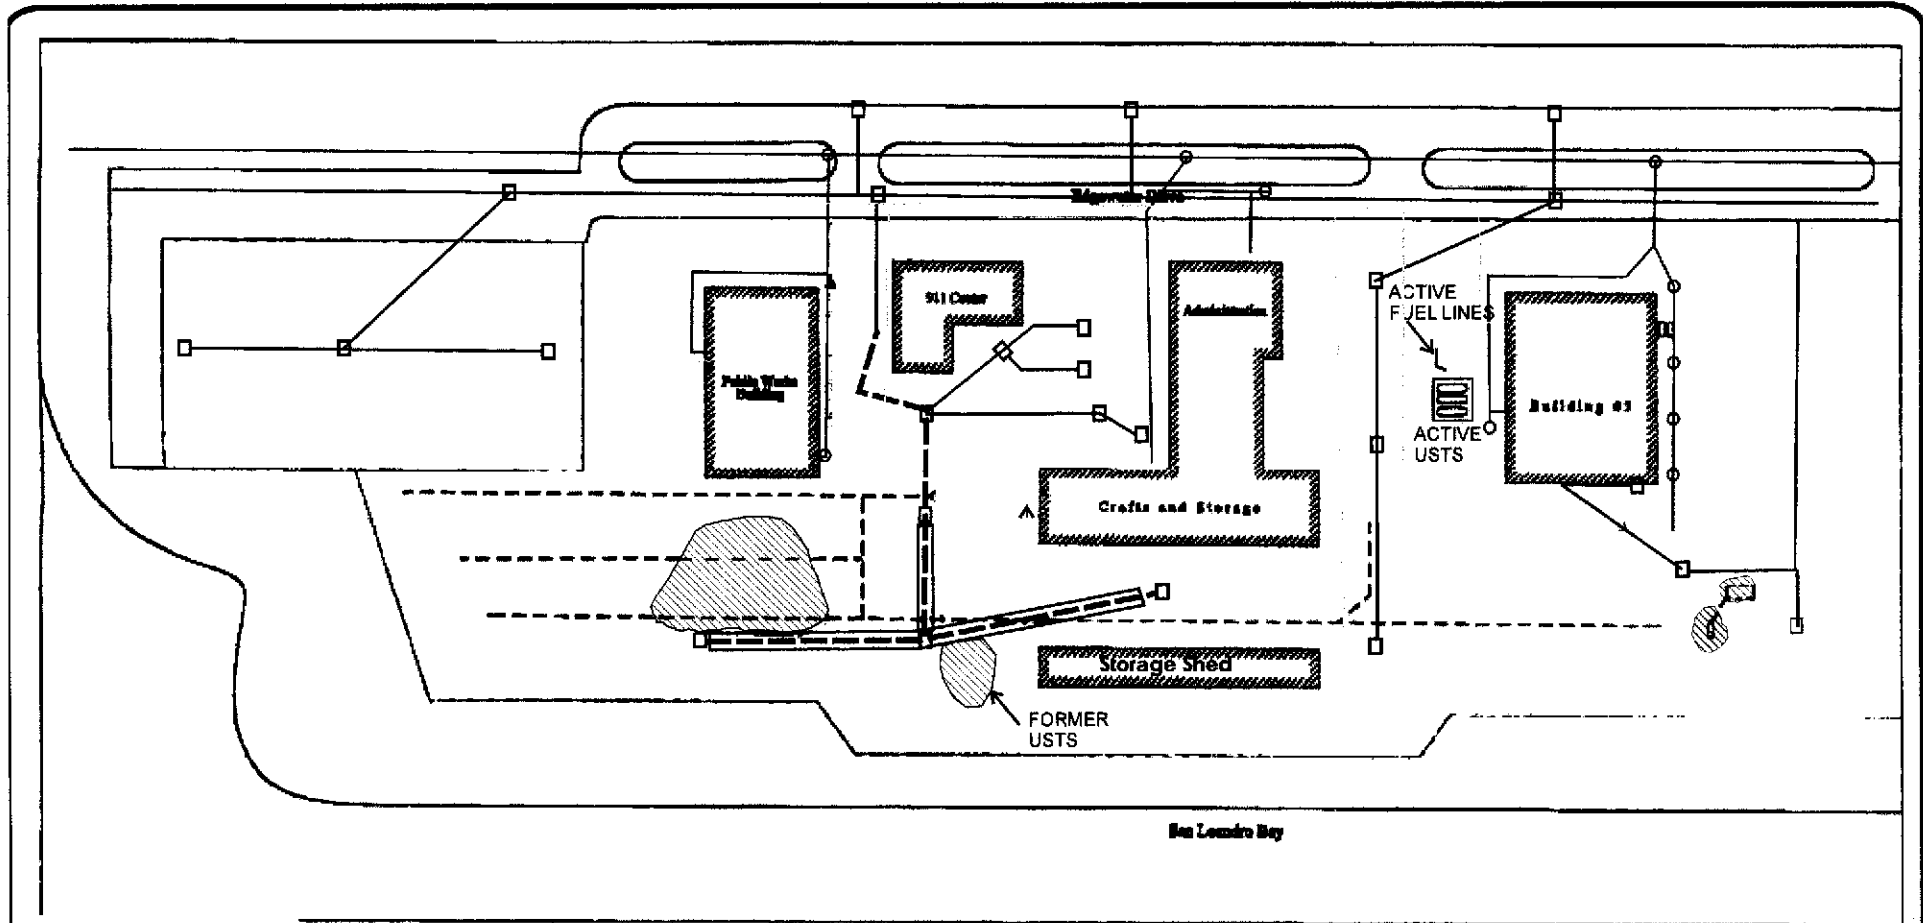 Edgewater Drive
911 Center
Administration
ACTIVE
FUEL LINES
Public Works
Building
Building #5
ACTIVE
USTS
Crafts and Storage
Storage Shed
FORMER
USTS
San Leandro Bay